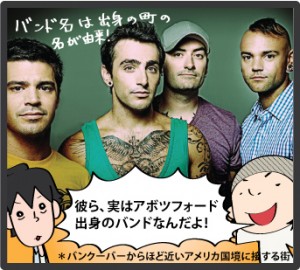 バンド名は出身の町の
名が由来!
彼ら、実はアボツフォード
出身のバンドなんだよ!
＊バンクーバーからほど近いアメリカ国境に接する街